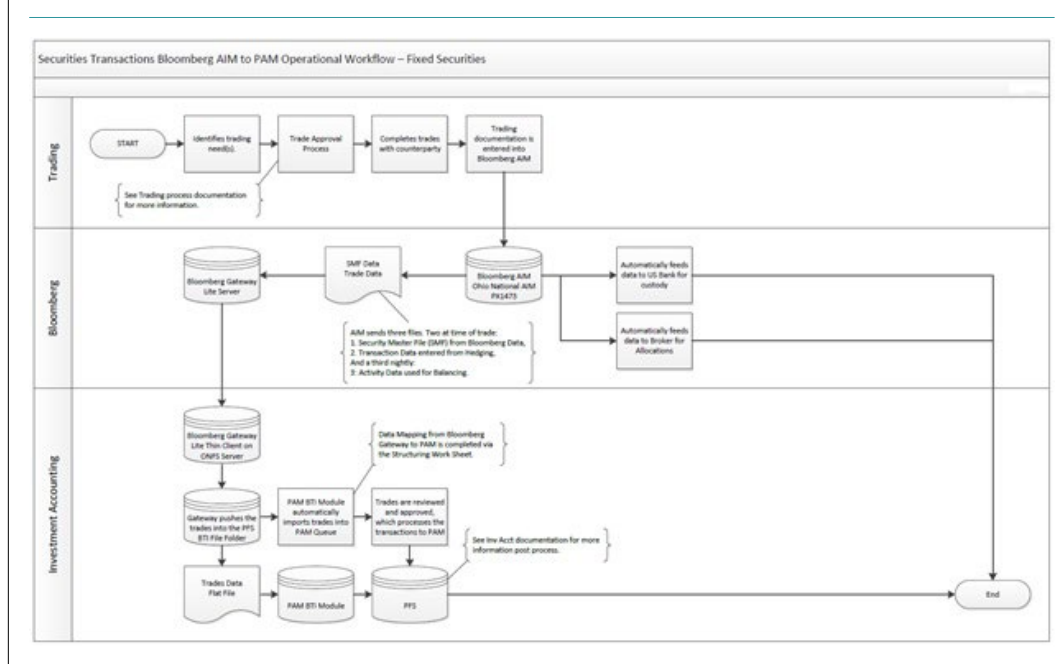 Securities Transactions Bloomberg AIM to PAM Operational Workflow – Fixed Securities
Trading
START
Identifies trading
need(s).
Trade Approval
Process
Completes trades
with counterparty
Trading
documentation is
entered into
Bloomberg AIM
See Trading process documentation
for more information.
Bloomberg
Bloomberg Gateway
Lite Server
SMF Data
Trade Data
Bloomberg AIM
Ohio National AIM
PX1473
Automatically feeds
data to US Bank for
custody
Automatically feeds
data to Broker for
Allocations
AIM sends three files. Two at time of trade:
1. Security Master File (SMF) from Bloomberg Data,
2. Transaction Data entered from Hedging,
And a third nightly:
3: Activity Data used for Balancing.
Investment Accounting
Bloomberg Gateway
Lite Thin Client on
ONFS Server
Data Mapping from Bloomberg
Gateway to PAM is completed via
the Structuring Work Sheet.
Gateway pushes the
trades into the PFS
BTI File Folder
PAM BTI Module
automatically
imports trades into
PAM Queue
Trades are reviewed
and approved,
which processes the
transactions to PAM
See Inv Acct documentation for more
information post process.
Trades Data
Flat File
PAM BTI Module
PFS
End